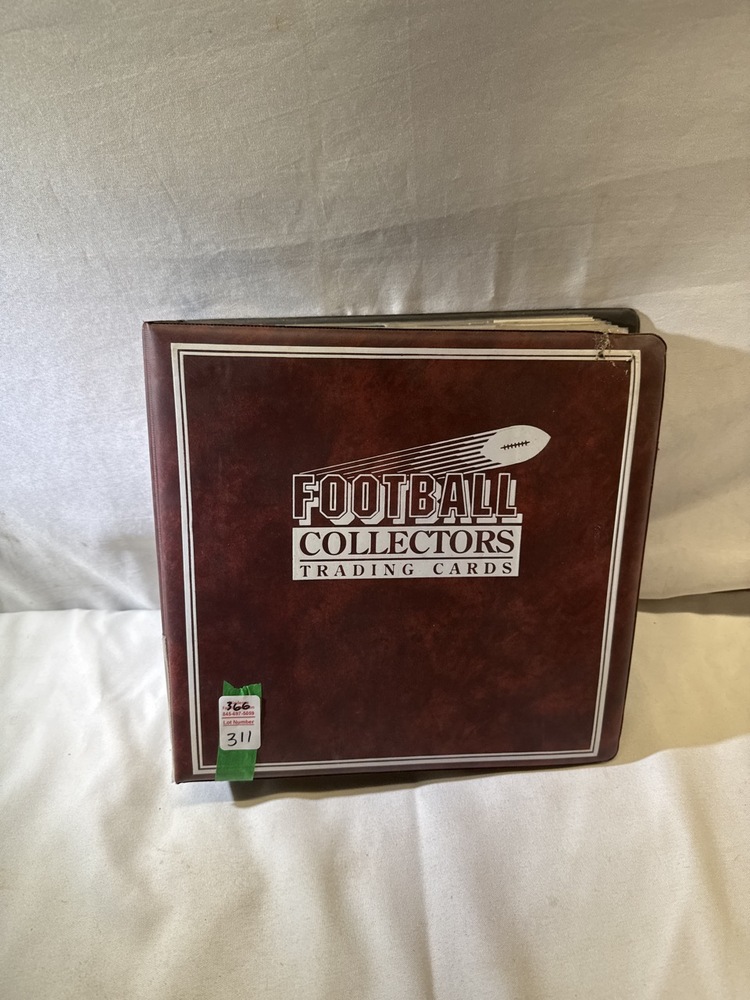 FOOTBALL
COLLECTORS
TRADING CARDS
366
Lot Number
311